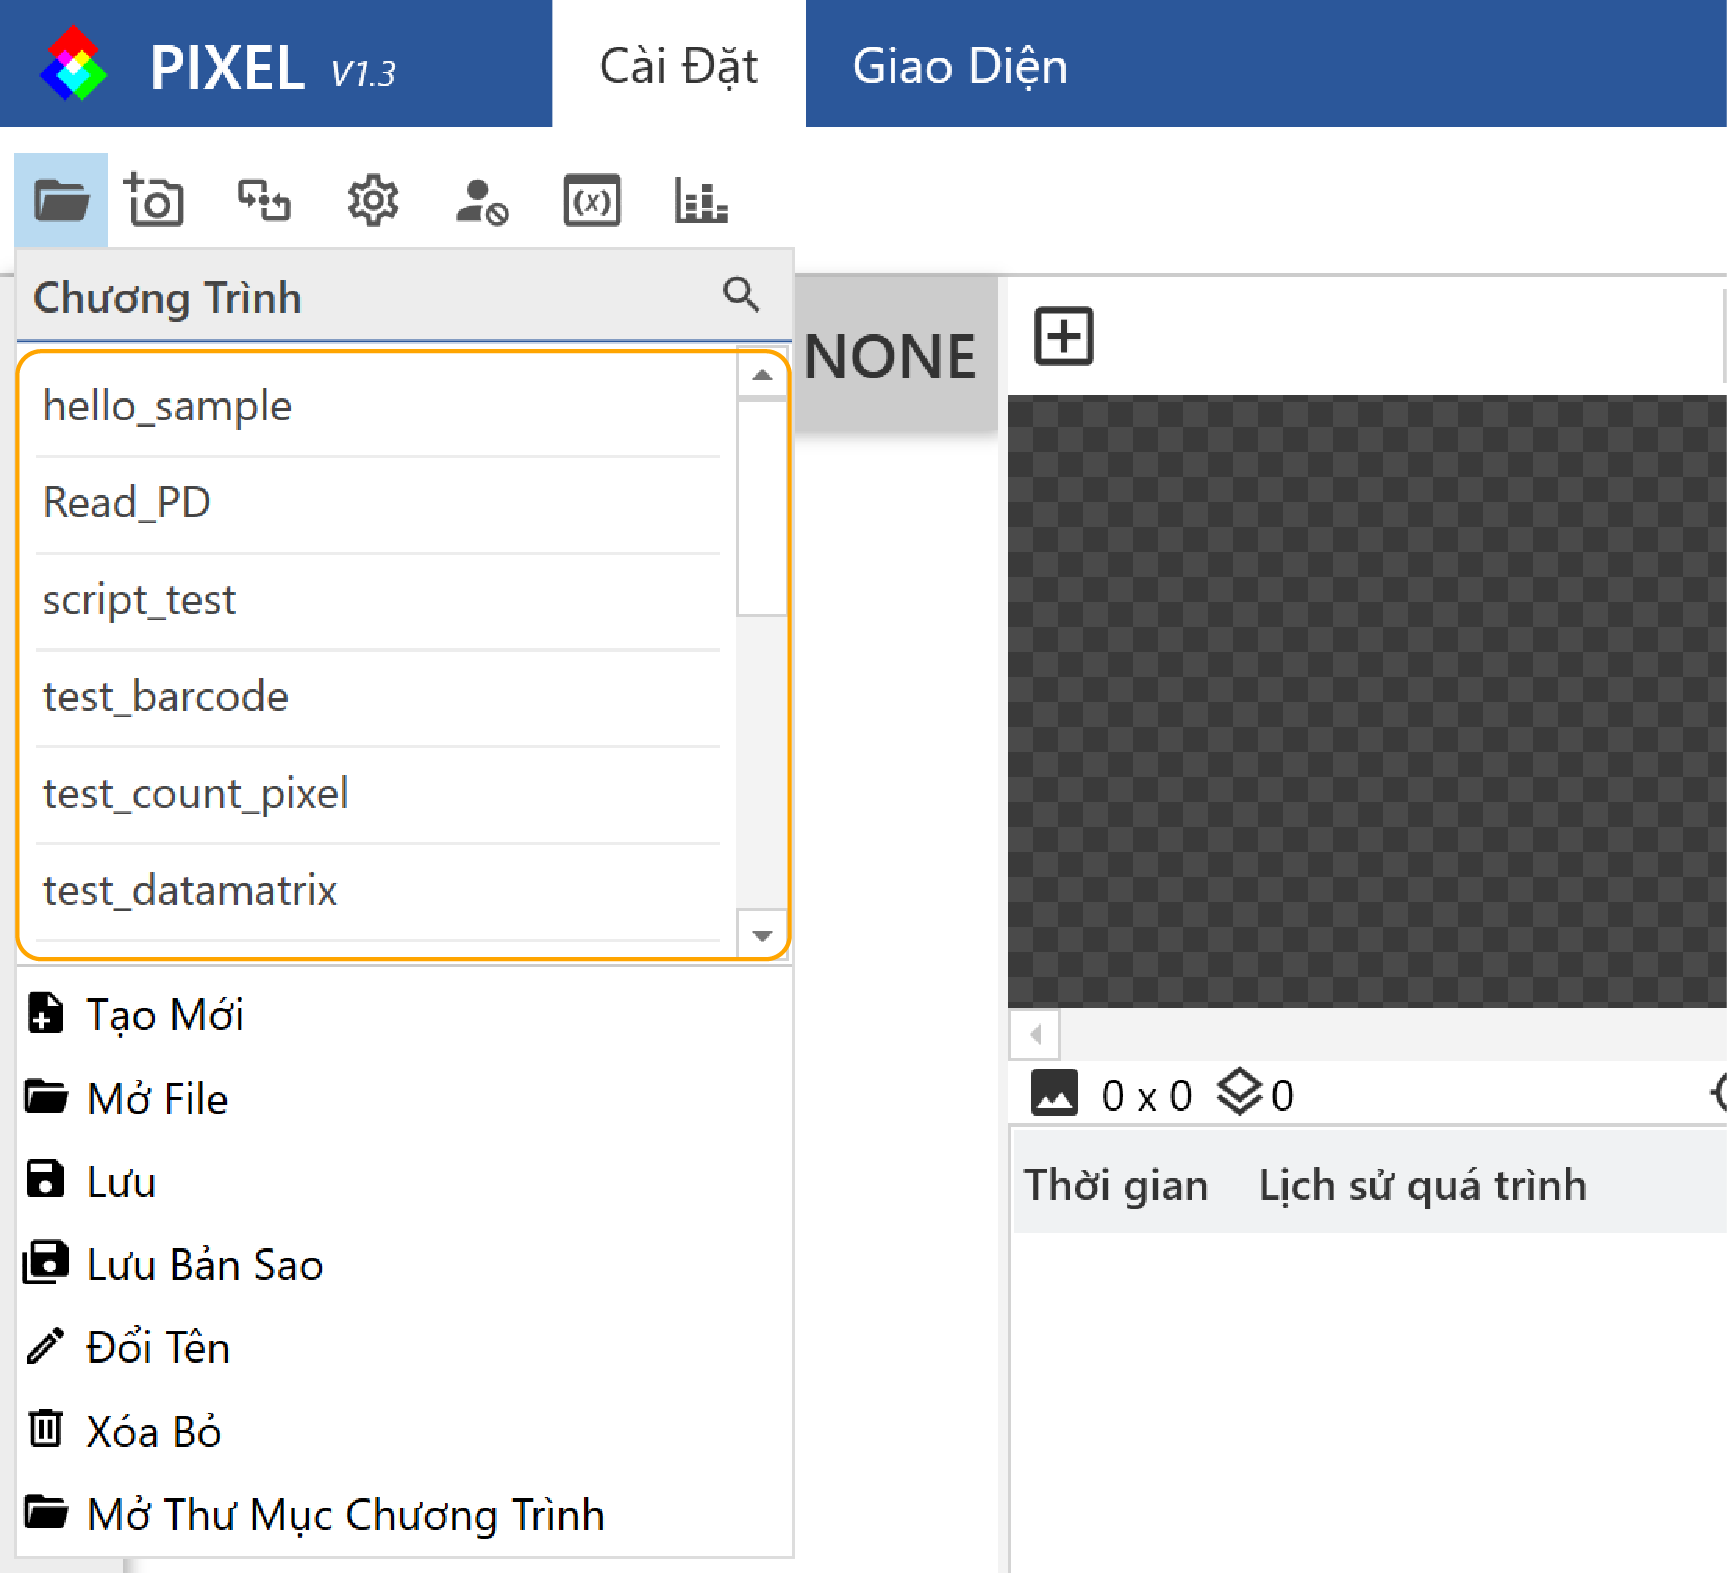 PIXEL V1.3
Cài Đặt
Giao Diện
(x)
Chương Trình
NONE
hello_sample
Read_PD
script_test
test_barcode
test_count_pixel
test_datamatrix
Tạo Mới
Mở File
Lưu
Lưu Bản Sao
Đổi Tên
Xóa Bỏ
Mở Thư Mục Chương Trình
0 x 0 0
Thời gian Lịch sử quá trình